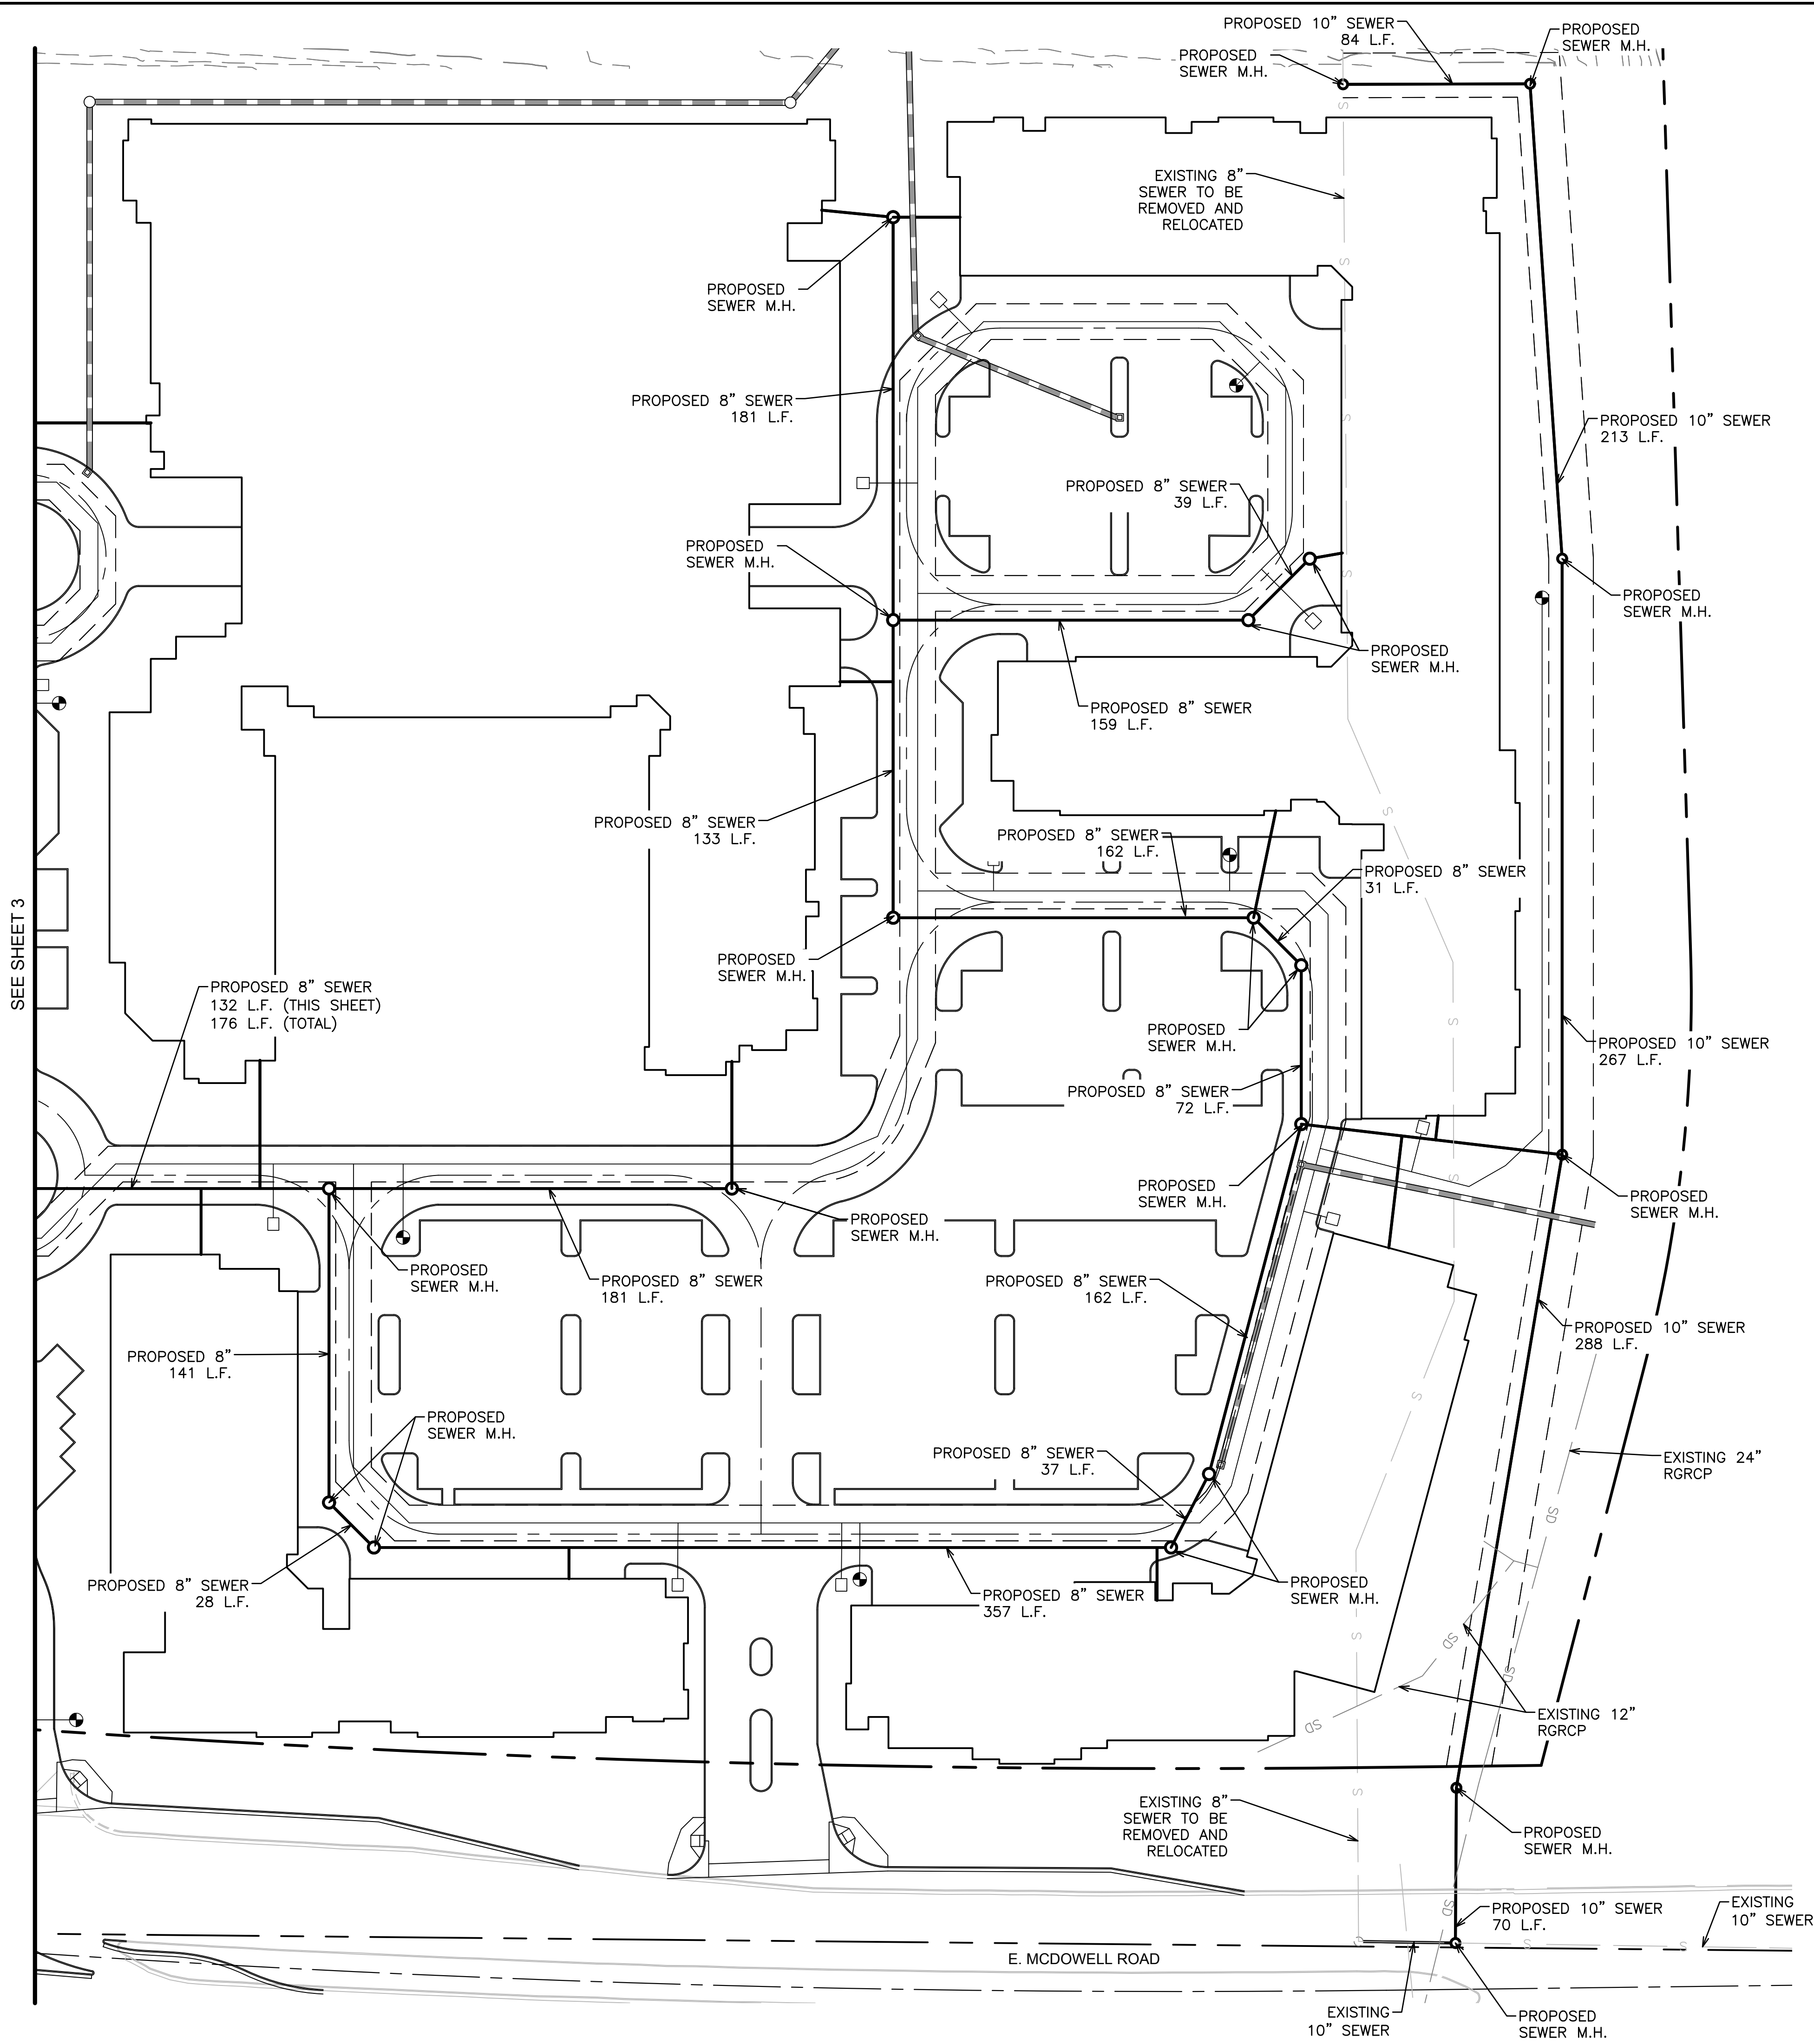 PROPOSED 10” SEWER
84 L.F.
PROPOSED
SEWER M.H.
PROPOSED
SEWER M.H.
S
EXISTING 8”
SEWER TO BE
REMOVED AND
RELOCATED
S
PROPOSED
SEWER M.H.
PROPOSED 8” SEWER
181 L.F.
S
PROPOSED 10” SEWER
213 L.F.
PROPOSED 8” SEWER
39 L.F.
PROPOSED
SEWER M.H.
S
PROPOSED
SEWER M.H.
PROPOSED
SEWER M.H.
PROPOSED 8” SEWER
159 L.F.
S
PROPOSED 8” SEWER
133 L.F.
PROPOSED 8” SEWER
162 L.F.
PROPOSED 8” SEWER
31 L.F.
SEE SHEET 3
PROPOSED
SEWER M.H.
PROPOSED 8” SEWER
132 L.F. (THIS SHEET)
176 L.F. (TOTAL)
PROPOSED
SEWER M.H.
S
PROPOSED 10” SEWER
267 L.F.
PROPOSED 8” SEWER
72 L.F.
S
PROPOSED
SEWER M.H.
PROPOSED
SEWER M.H.
PROPOSED
SEWER M.H.
PROPOSED
SEWER M.H.
PROPOSED 8” SEWER
181 L.F.
PROPOSED 8” SEWER
162 L.F.
PROPOSED 10” SEWER
288 L.F.
PROPOSED 8”
141 L.F.
S
PROPOSED
SEWER M.H.
PROPOSED 8” SEWER
37 L.F.
EXISTING 24”
RGRCP
SD
PROPOSED 8” SEWER
28 L.F.
PROPOSED 8” SEWER
357 L.F.
PROPOSED
SEWER M.H.
S
SD
SD
SD
EXISTING 12”
RGRCP
S
EXISTING 8”
SEWER TO BE
REMOVED AND
RELOCATED
PROPOSED
SEWER M.H.
SD
PROPOSED 10” SEWER
70 L.F.
EXISTING
10” SEWER
S
S
E. MCDOWELL ROAD
EXISTING
10” SEWER
PROPOSED
SEWER M.H.